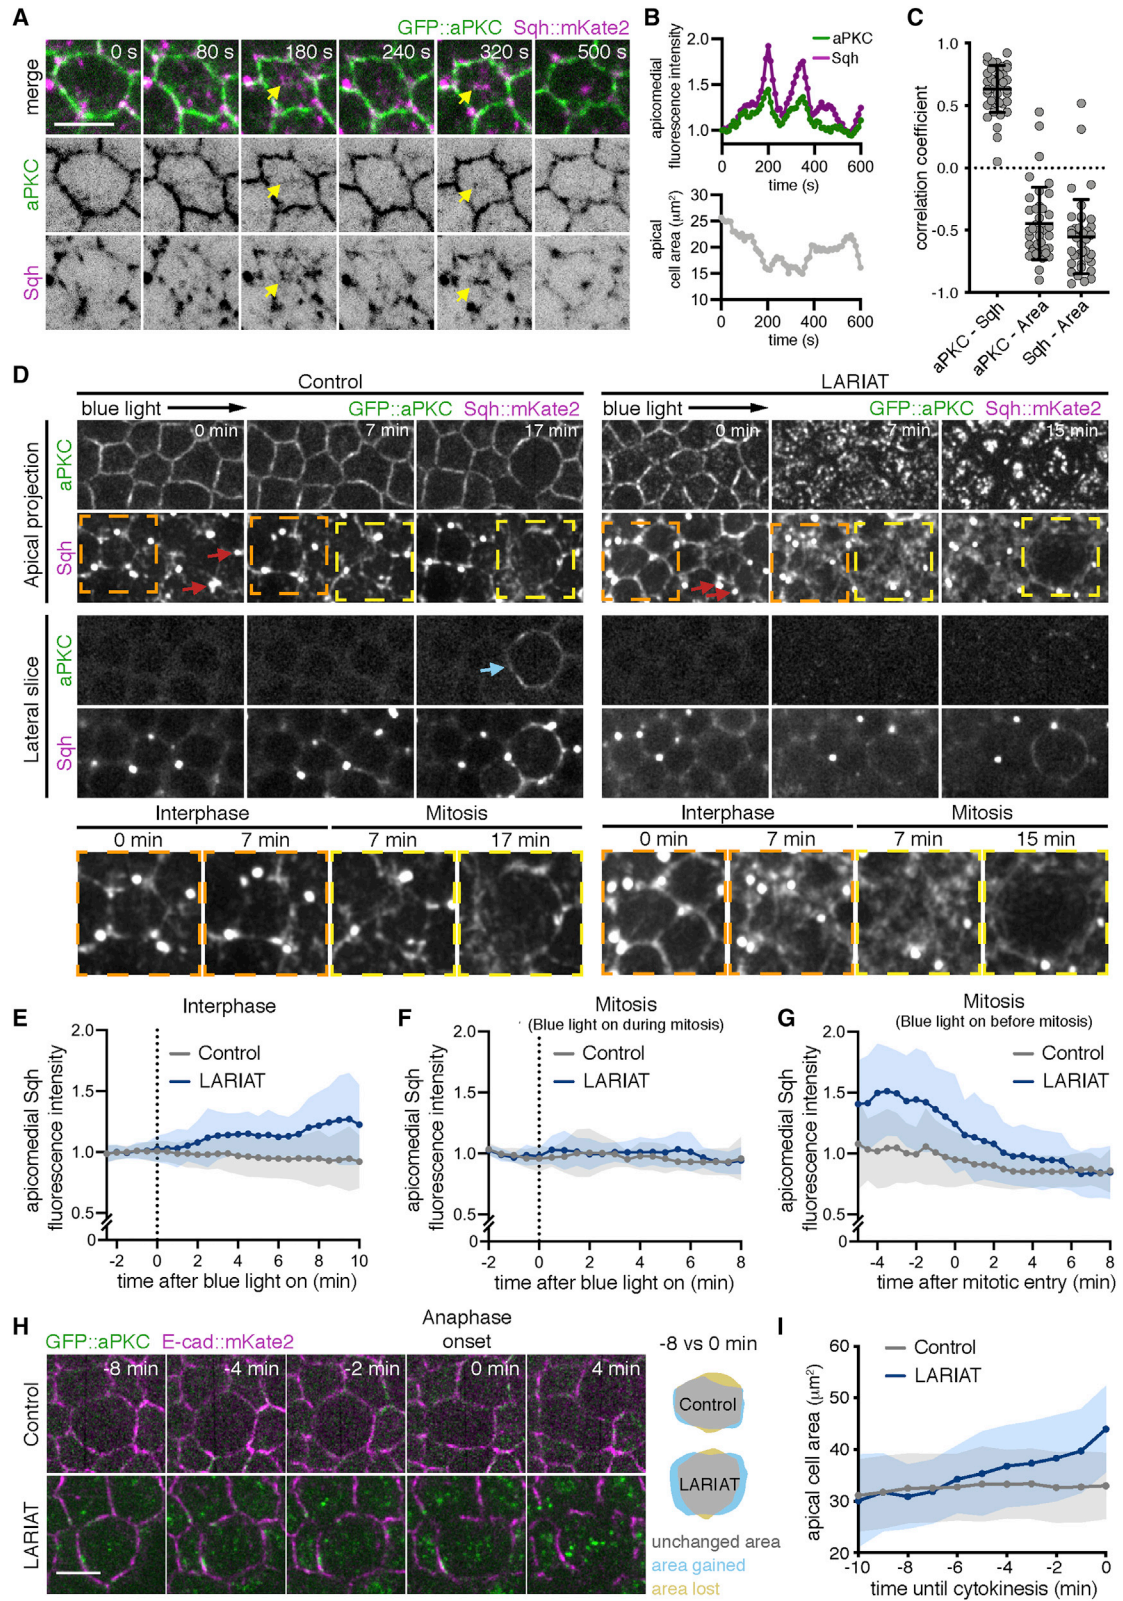 A
GFP::aPKC Sqh::mKate2
merge
0 s 80 s 180 s 240 s 320 s 500 s
aPKC
Sqh
B
apicomedial
fluorescence intensity
aPKC
Sqh
2.0
1.5
1.0
0 200 400 600
time (s)
apical
cell area (μm²)
30
25
20
15
10
0 200 400 600
time (s)
C
correlation coefficient
1.0
0.5
0.0
-0.5
-1.0
aPKC - Sqh
aPKC - Area
Sqh - Area
D
Control
LARIAT
blue light GFP::aPKC Sqh::mKate2
blue light GFP::aPKC Sqh::mKate2
Apical projection
aPKC
0 min 7 min 17 min
0 min 7 min 15 min
Sqh
Lateral slice
aPKC
Sqh
Interphase Mitosis
Interphase Mitosis
0 min 7 min 7 min 17 min
0 min 7 min 7 min 15 min
E
Interphase
apicomedial Sqh
fluorescence intensity
Control
LARIAT
2.0
1.5
1.0
0.5
0
-2 0 2 4 6 8 10
time after blue light on (min)
F
Mitosis
(Blue light on during mitosis)
apicomedial Sqh
fluorescence intensity
Control
LARIAT
2.0
1.5
1.0
0.5
0
-2 0 2 4 6 8
time after blue light on (min)
G
Mitosis
(Blue light on before mitosis)
apicomedial Sqh
fluorescence intensity
Control
LARIAT
2.0
1.5
1.0
0.5
0
-4 -2 0 2 4 6 8
time after mitotic entry (min)
H
GFP::aPKC E-cad::mKate2
Anaphase
onset
-8 min -4 min -2 min 0 min 4 min
Control
LARIAT
-8 vs 0 min
Control
LARIAT
unchanged area
area gained
area lost
I
apical cell area (μm²)
Control
LARIAT
60
50
40
30
20
-10 -8 -6 -4 -2 0
time until cytokinesis (min)